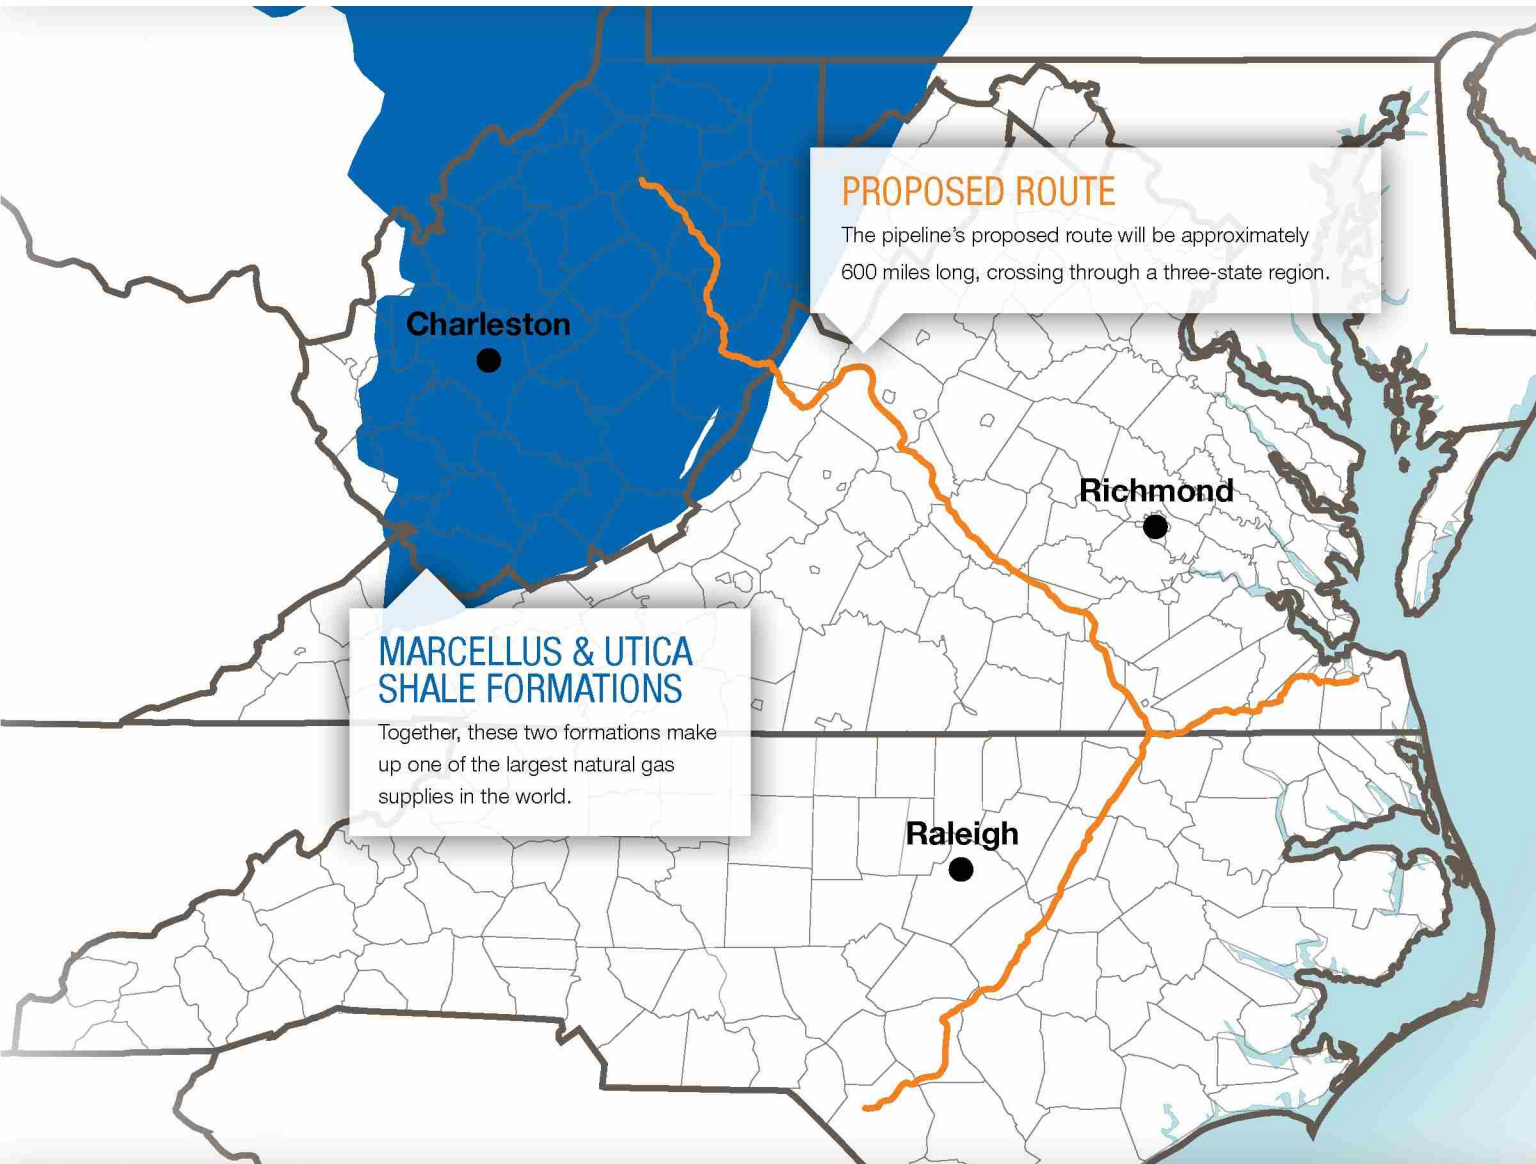 PROPOSED ROUTE
The pipeline's proposed route will be approximately
600 miles long, crossing through a three-state region.
Charleston
Richmond
MARCELLUS & UTICA
SHALE FORMATIONS
Together, these two formations make
up one of the largest natural gas
supplies in the world.
Raleigh